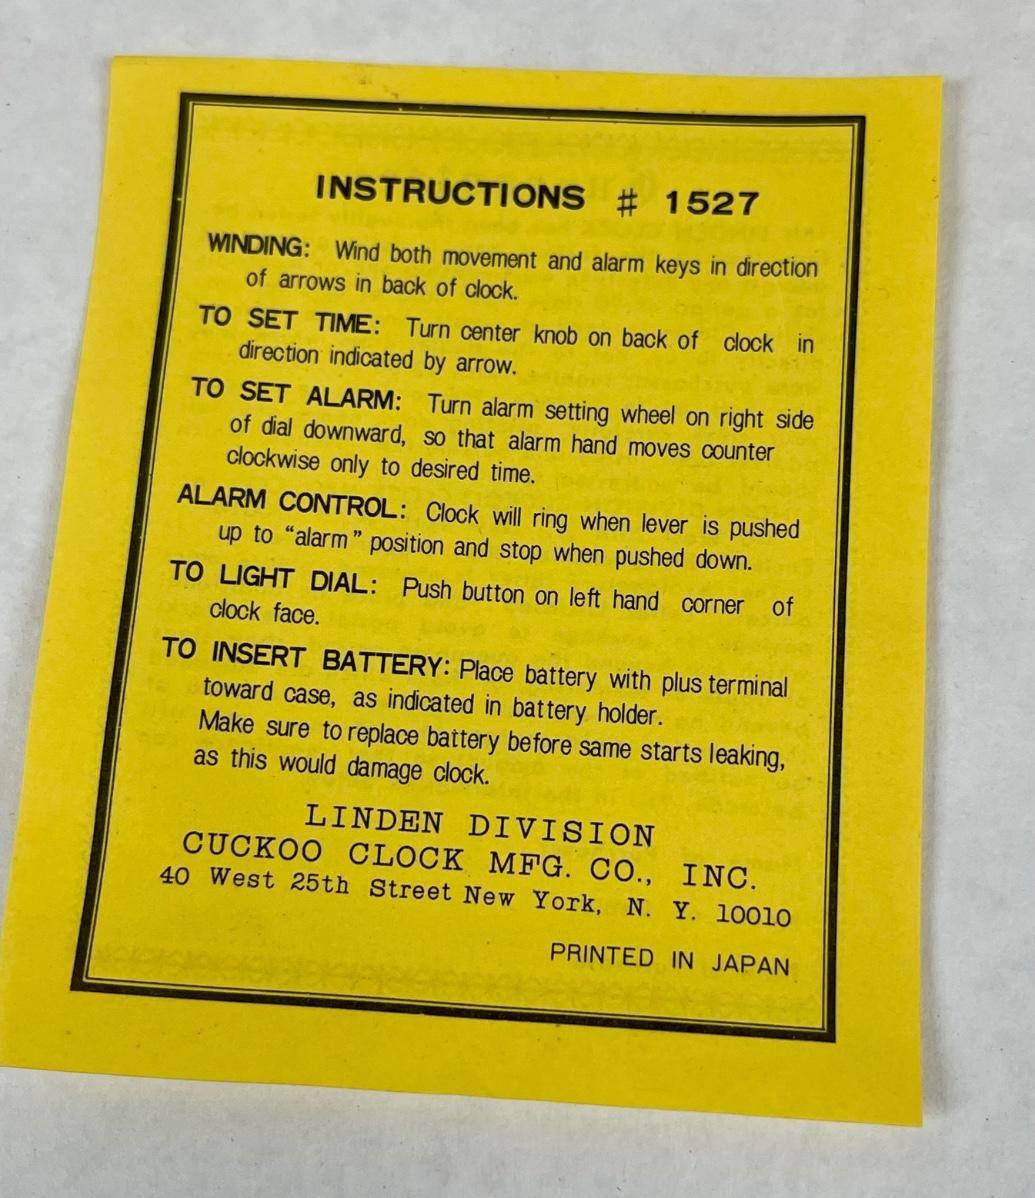 INSTRUCTIONS # 1527
WINDING: Wind both movement and alarm keys in direction
of arrows in back of clock.
TO SET TIME: Turn center knob on back of clock in
direction indicated by arrow.
TO SET ALARM: Turn alarm setting wheel on right side
of dial downward, so that alarm hand moves counter
clockwise only to desired time.
ALARM CONTROL: Clock will ring when lever is pushed
up to “alarm” position and stop when pushed down.
TO LIGHT DIAL: Push button on left hand corner of
clock face.
TO INSERT BATTERY: Place battery with plus terminal
toward case, as indicated in battery holder.
Make sure to replace battery before same starts leaking,
as this would damage clock.
LINDEN DIVISION
CUCKOO CLOCK MFG. CO., INC.
40 West 25th Street New York, N. Y. 10010
PRINTED IN JAPAN